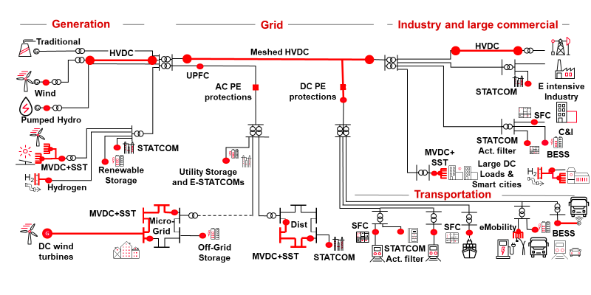 Generation
Grid
Industry and large commercial
Traditional
HVDC
Meshed HVDC
HVDC
UPFC
Wind
AC PE
protections
DC PE
protections
STATCOM
E intensive
Industry
Pumped Hydro
SFC
STATCOM
Act. filter
C&I
BESS
STATCOM
MVDC+SST
H2
Hydrogen
Renewable
Storage
Utility Storage
and E-STATCOMs
MVDC+
SST
Large DC
Loads &
Smart cities
H2
Transportation
MVDC+SST
Micro-
Grid
Dist
SFC
STATCOM
Act. filter
SFC
eMobility
BESS
DC wind
turbines
Off-Grid
Storage
MVDC+SST
STATCOM